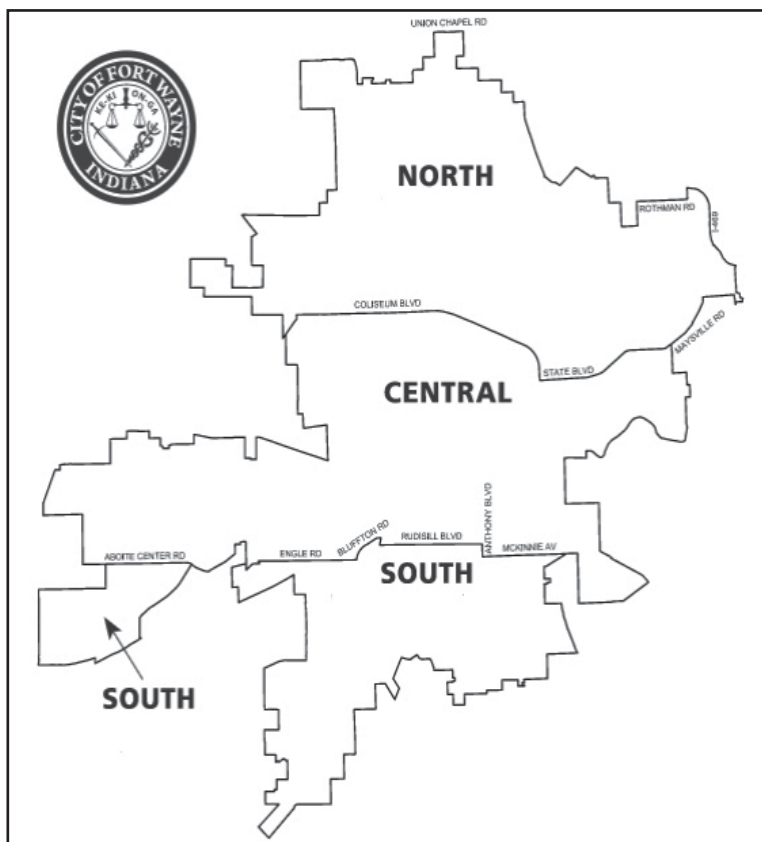 UNION CHAPEL RD
CITY OF FORT WAYNE
KE-KI ON-GA
INDIANA
NORTH
ROTHMAN RD
I-469
COLISEUM BLVD
MAYSVILLE RD
STATE BLVD
CENTRAL
ANTHONY BLVD
BLUFFTON RD
RUDISILL BLVD
ABOITE CENTER RD
ENGLE RD
MCKINNIE AV
SOUTH
SOUTH